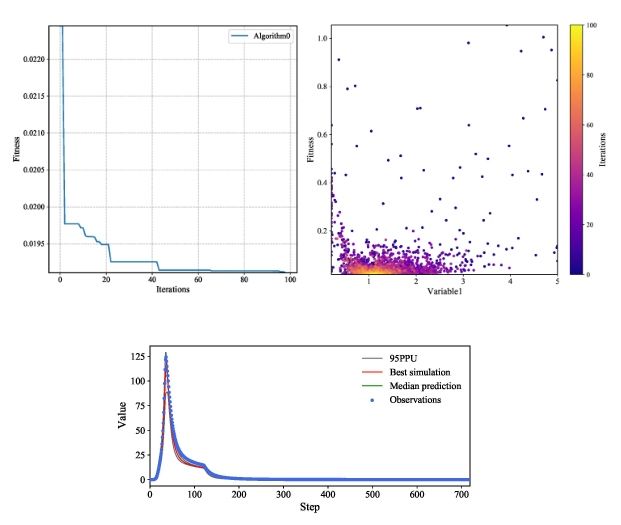 Algorithm0
0.0220
0.0215
0.0210
0.0205
0.0200
0.0195
Fitness
0 20 40 60 80 100
Iterations
1.0
0.8
0.6
0.4
0.2
Fitness
1 2 3 4 5
Variable1
100
80
60
40
20
0
Iterations
125
100
75
50
25
0
Value
95PPU
Best simulation
Median prediction
Observations
0 100 200 300 400 500 600 700
Step